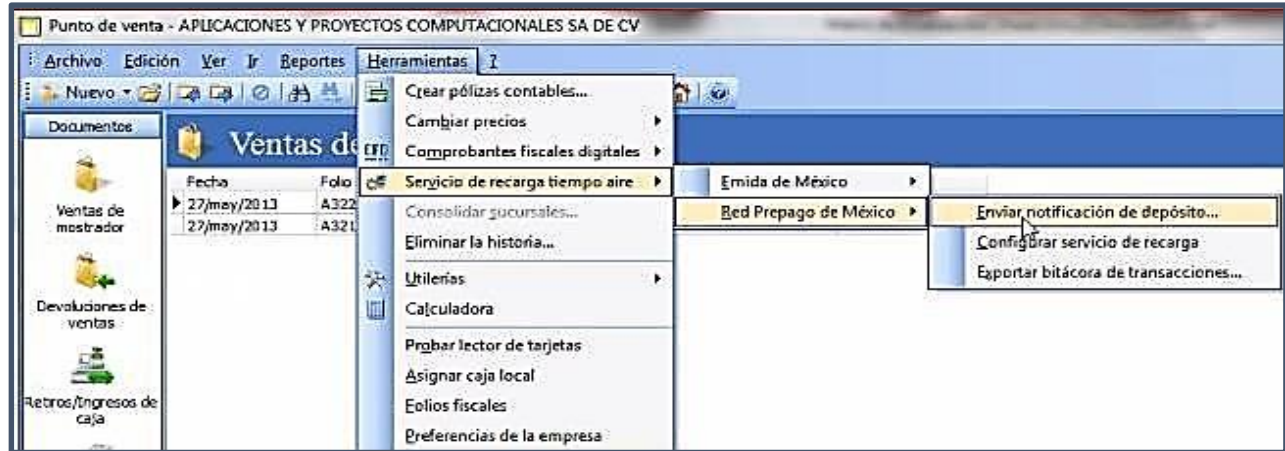 Punto de venta - APLICACIONES Y PROYECTOS COMPUTACIONALES SA DE CV
Archivo Edición Ver Ir Reportes Herramientas ?
Nuevo
Documentos
Ventas de mostrador
Devoluciones de ventas
Retiros/Ingresos de caja
Ventas de
Fecha Folio
27/may/2013 A322
27/may/2013 A321
Crear pólizas contables...
Cambiar precios
CFD Comprobantes fiscales digitales
Servicio de recarga tiempo aire
Consolidar sucursales...
Eliminar la historia...
Utilerías
Calculadora
Probar lector de tarjetas
Asignar caja local
Folios fiscales
Preferencias de la empresa
Emida de México
Red Prepago de México
Enviar notificación de depósito...
Configurar servicio de recarga
Exportar bitácora de transacciones...